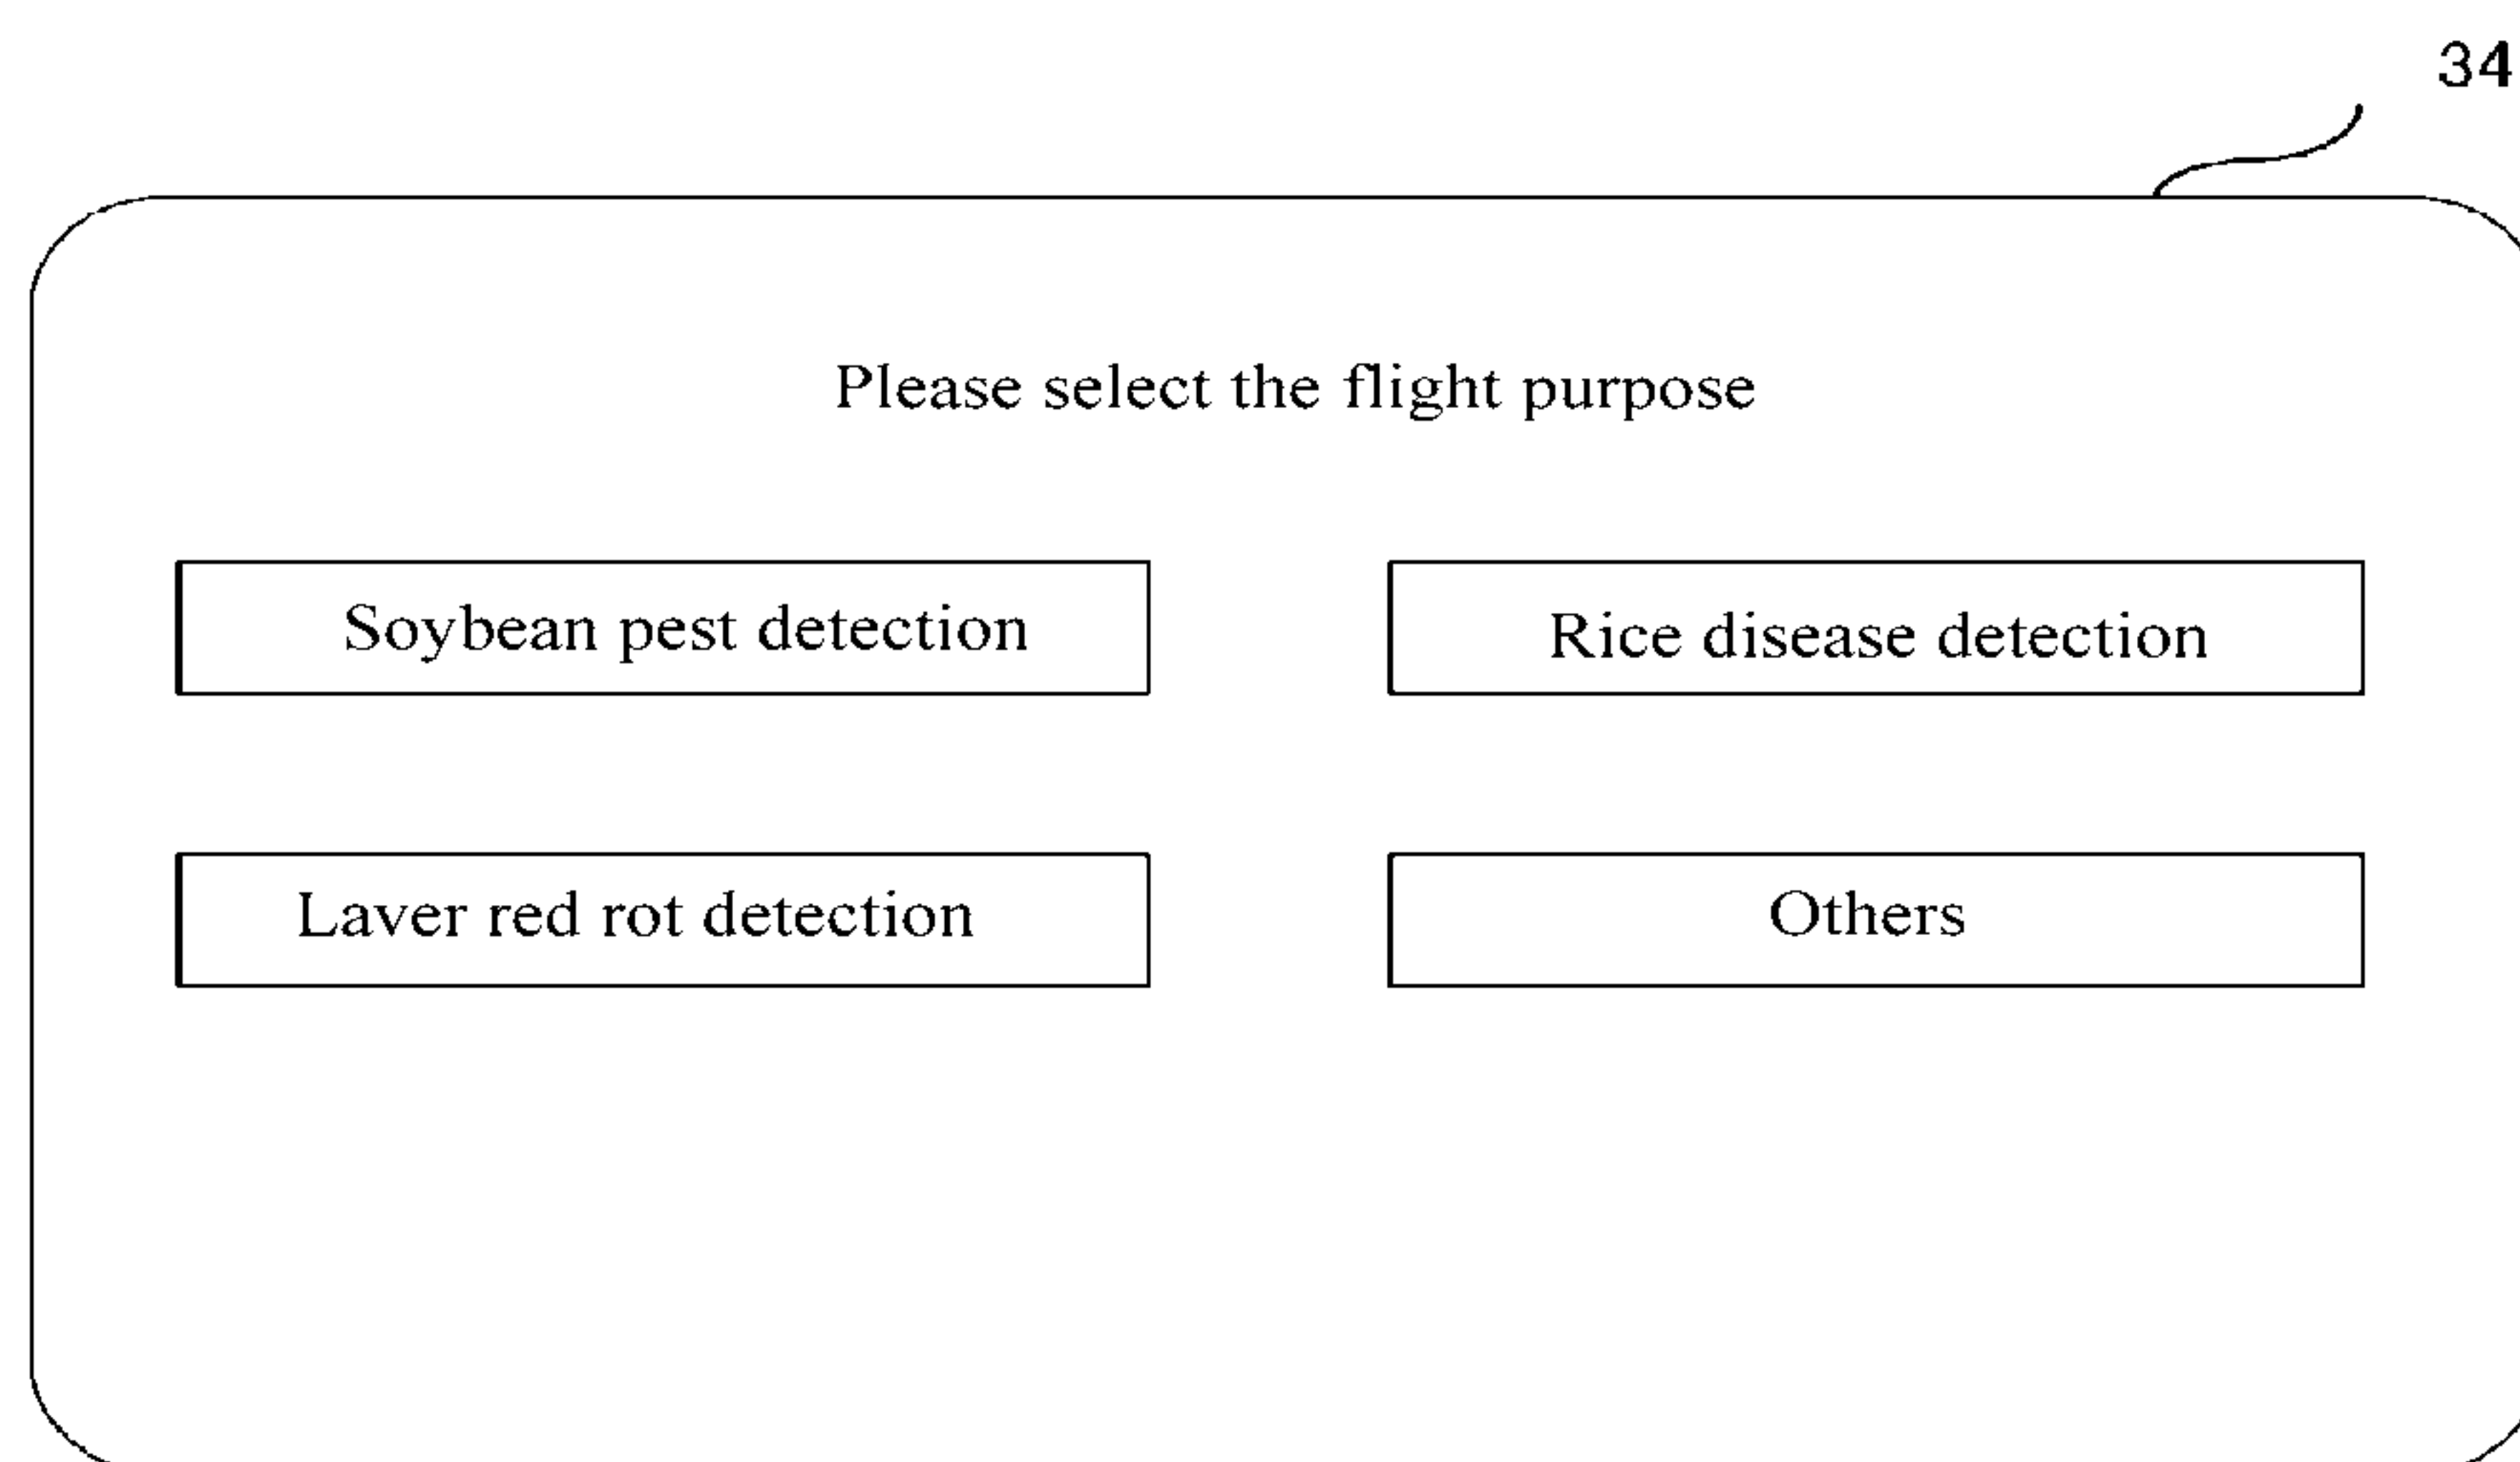 34
Please select the flight purpose
Soybean pest detection
Rice disease detection
Laver red rot detection
Others